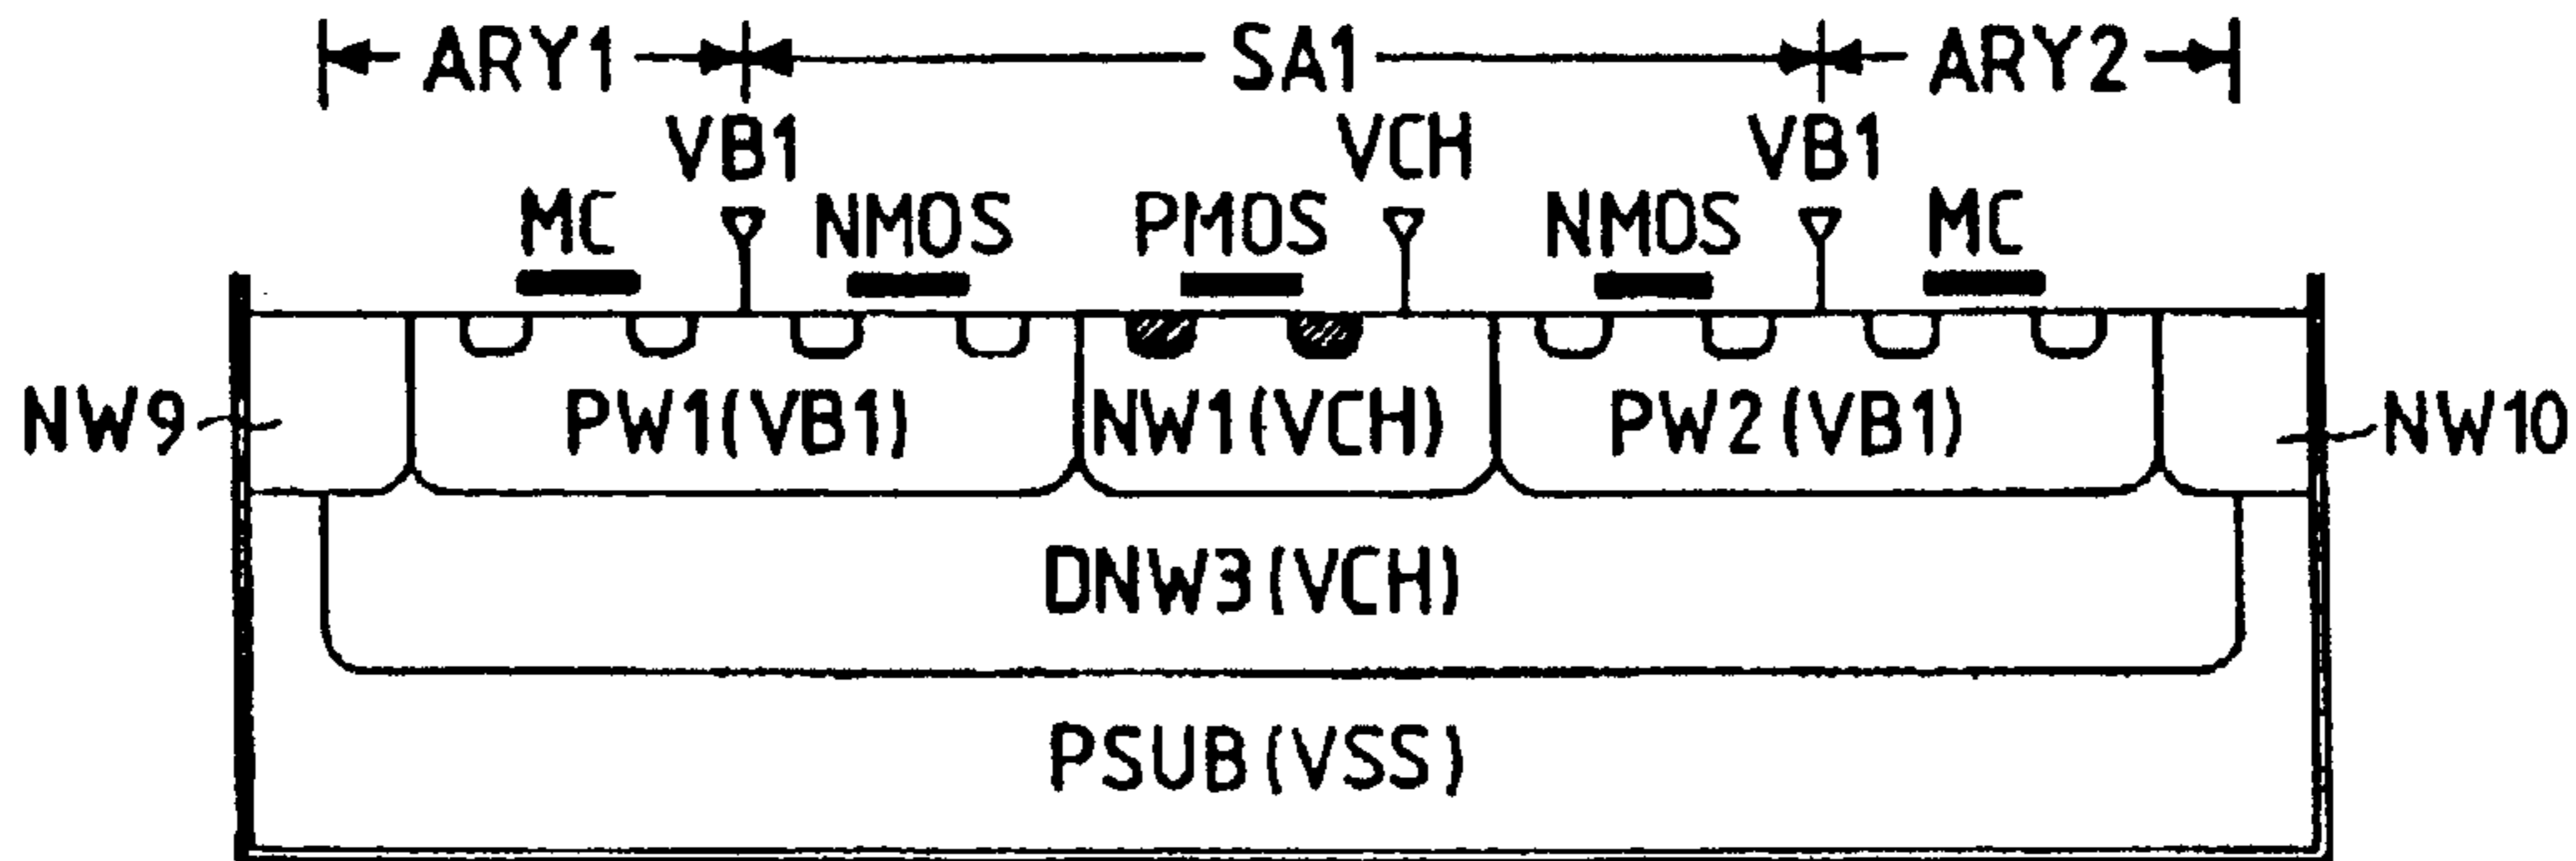 ARY1 SA1 ARY2
VB1 VCH VB1
MC NMOS PMOS NMOS MC
NW9 PW1(VB1) NW1(VCH) PW2(VB1) NW10
DNW3(VCH)
PSUB(VSS)